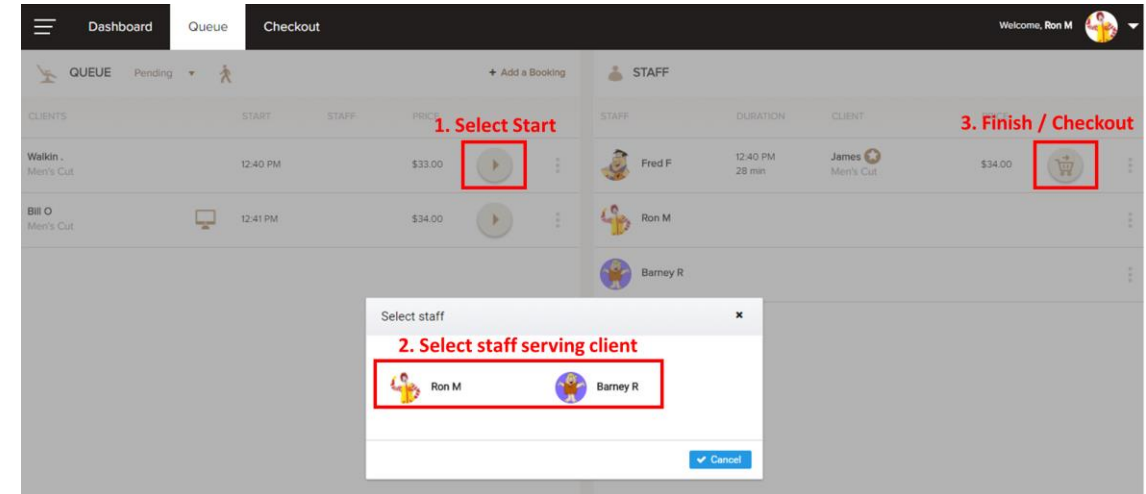 Dashboard Queue Checkout Welcome, Ron M
QUEUE Pending + Add a Booking
CLIENTS START STAFF PRICE
1. Select Start
Walkin .
Men's Cut
12:40 PM $33.00
Bill O
Men's Cut
12:41 PM $34.00
STAFF
STAFF DURATION CLIENT
3. Finish / Checkout
Fred F 12:40 PM
28 min
James
Men's Cut
$34.00
Ron M
Barney R
Select staff
2. Select staff serving client
Ron M Barney R
Cancel